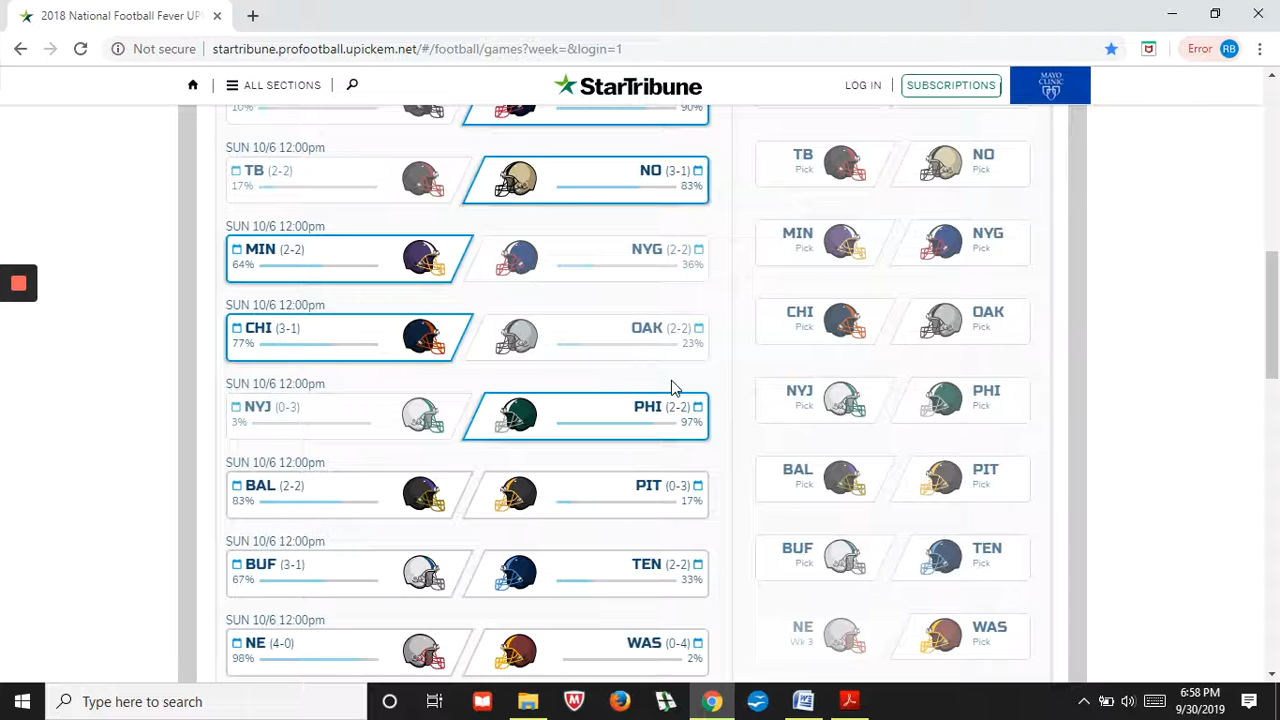 2018 National Football Fever UP
Not secure startribune.profootball.upickem.net/#/football/games?week=&login=1 Error RB
ALL SECTIONS StarTribune LOG IN SUBSCRIPTIONS MAYO CLINIC
10% 90%
SUN 10/6 12:00pm
TB (2-2) NO (3-1) TB NO
17% 83% Pick Pick
SUN 10/6 12:00pm
MIN (2-2) NYG (2-2) MIN NYG
64% 36% Pick Pick
SUN 10/6 12:00pm
CHI (3-1) OAK (2-2) CHI OAK
77% 23% Pick Pick
SUN 10/6 12:00pm
NYJ (0-3) PHI (2-2) NYJ PHI
3% 97% Pick Pick
SUN 10/6 12:00pm
BAL (2-2) PIT (0-3) BAL PIT
83% 17% Pick Pick
SUN 10/6 12:00pm
BUF (3-1) TEN (2-2) BUF TEN
67% 33% Pick Pick
SUN 10/6 12:00pm
NE (4-0) WAS (0-4) NE WAS
98% 2% Wk 3 Pick
Type here to search 6:58 PM
9/30/2019